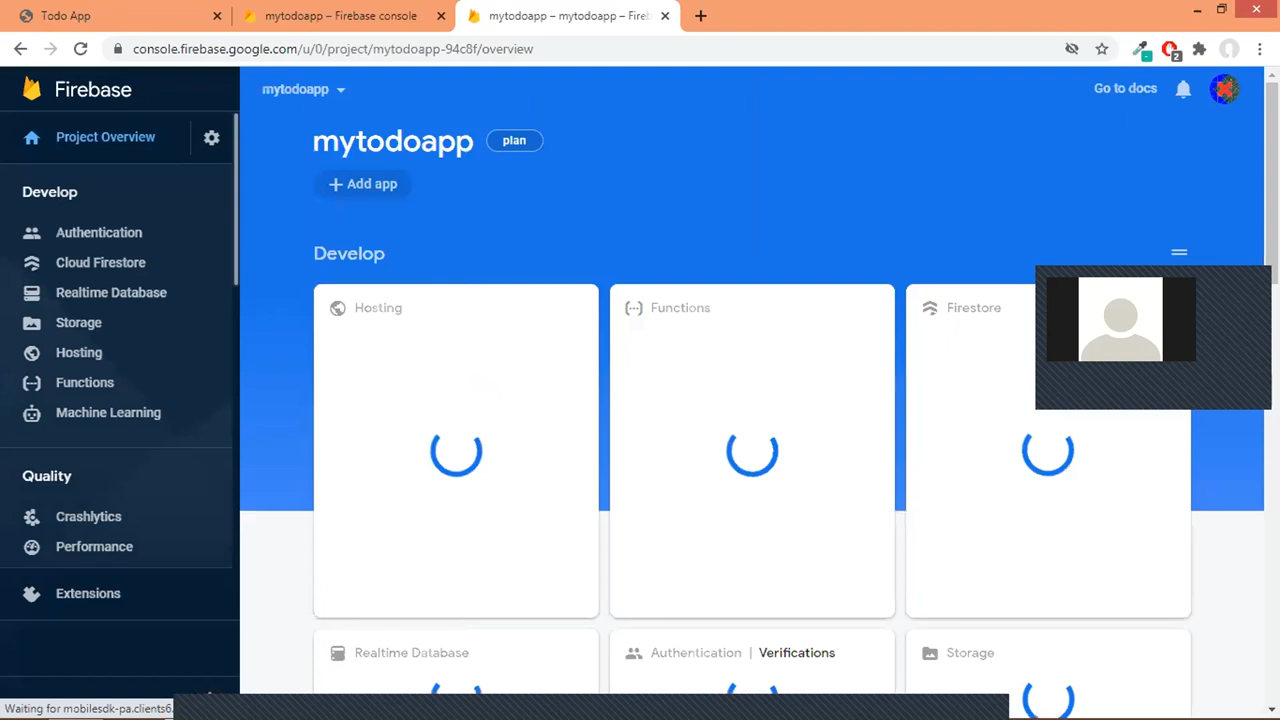 Todo App
mytodoapp – Firebase console
mytodoapp – mytodoapp – Fireb
console.firebase.google.com/u/0/project/mytodoapp-94c8f/overview
2
Firebase
mytodoapp
Go to docs
Project Overview
mytodoapp
plan
Add app
Develop
Authentication
Cloud Firestore
Realtime Database
Storage
Hosting
Functions
Machine Learning
Quality
Crashlytics
Performance
Extensions
Develop
Hosting
Functions
Firestore
Realtime Database
Authentication | Verifications
Storage
Waiting for mobilesdk-pa.clients6.